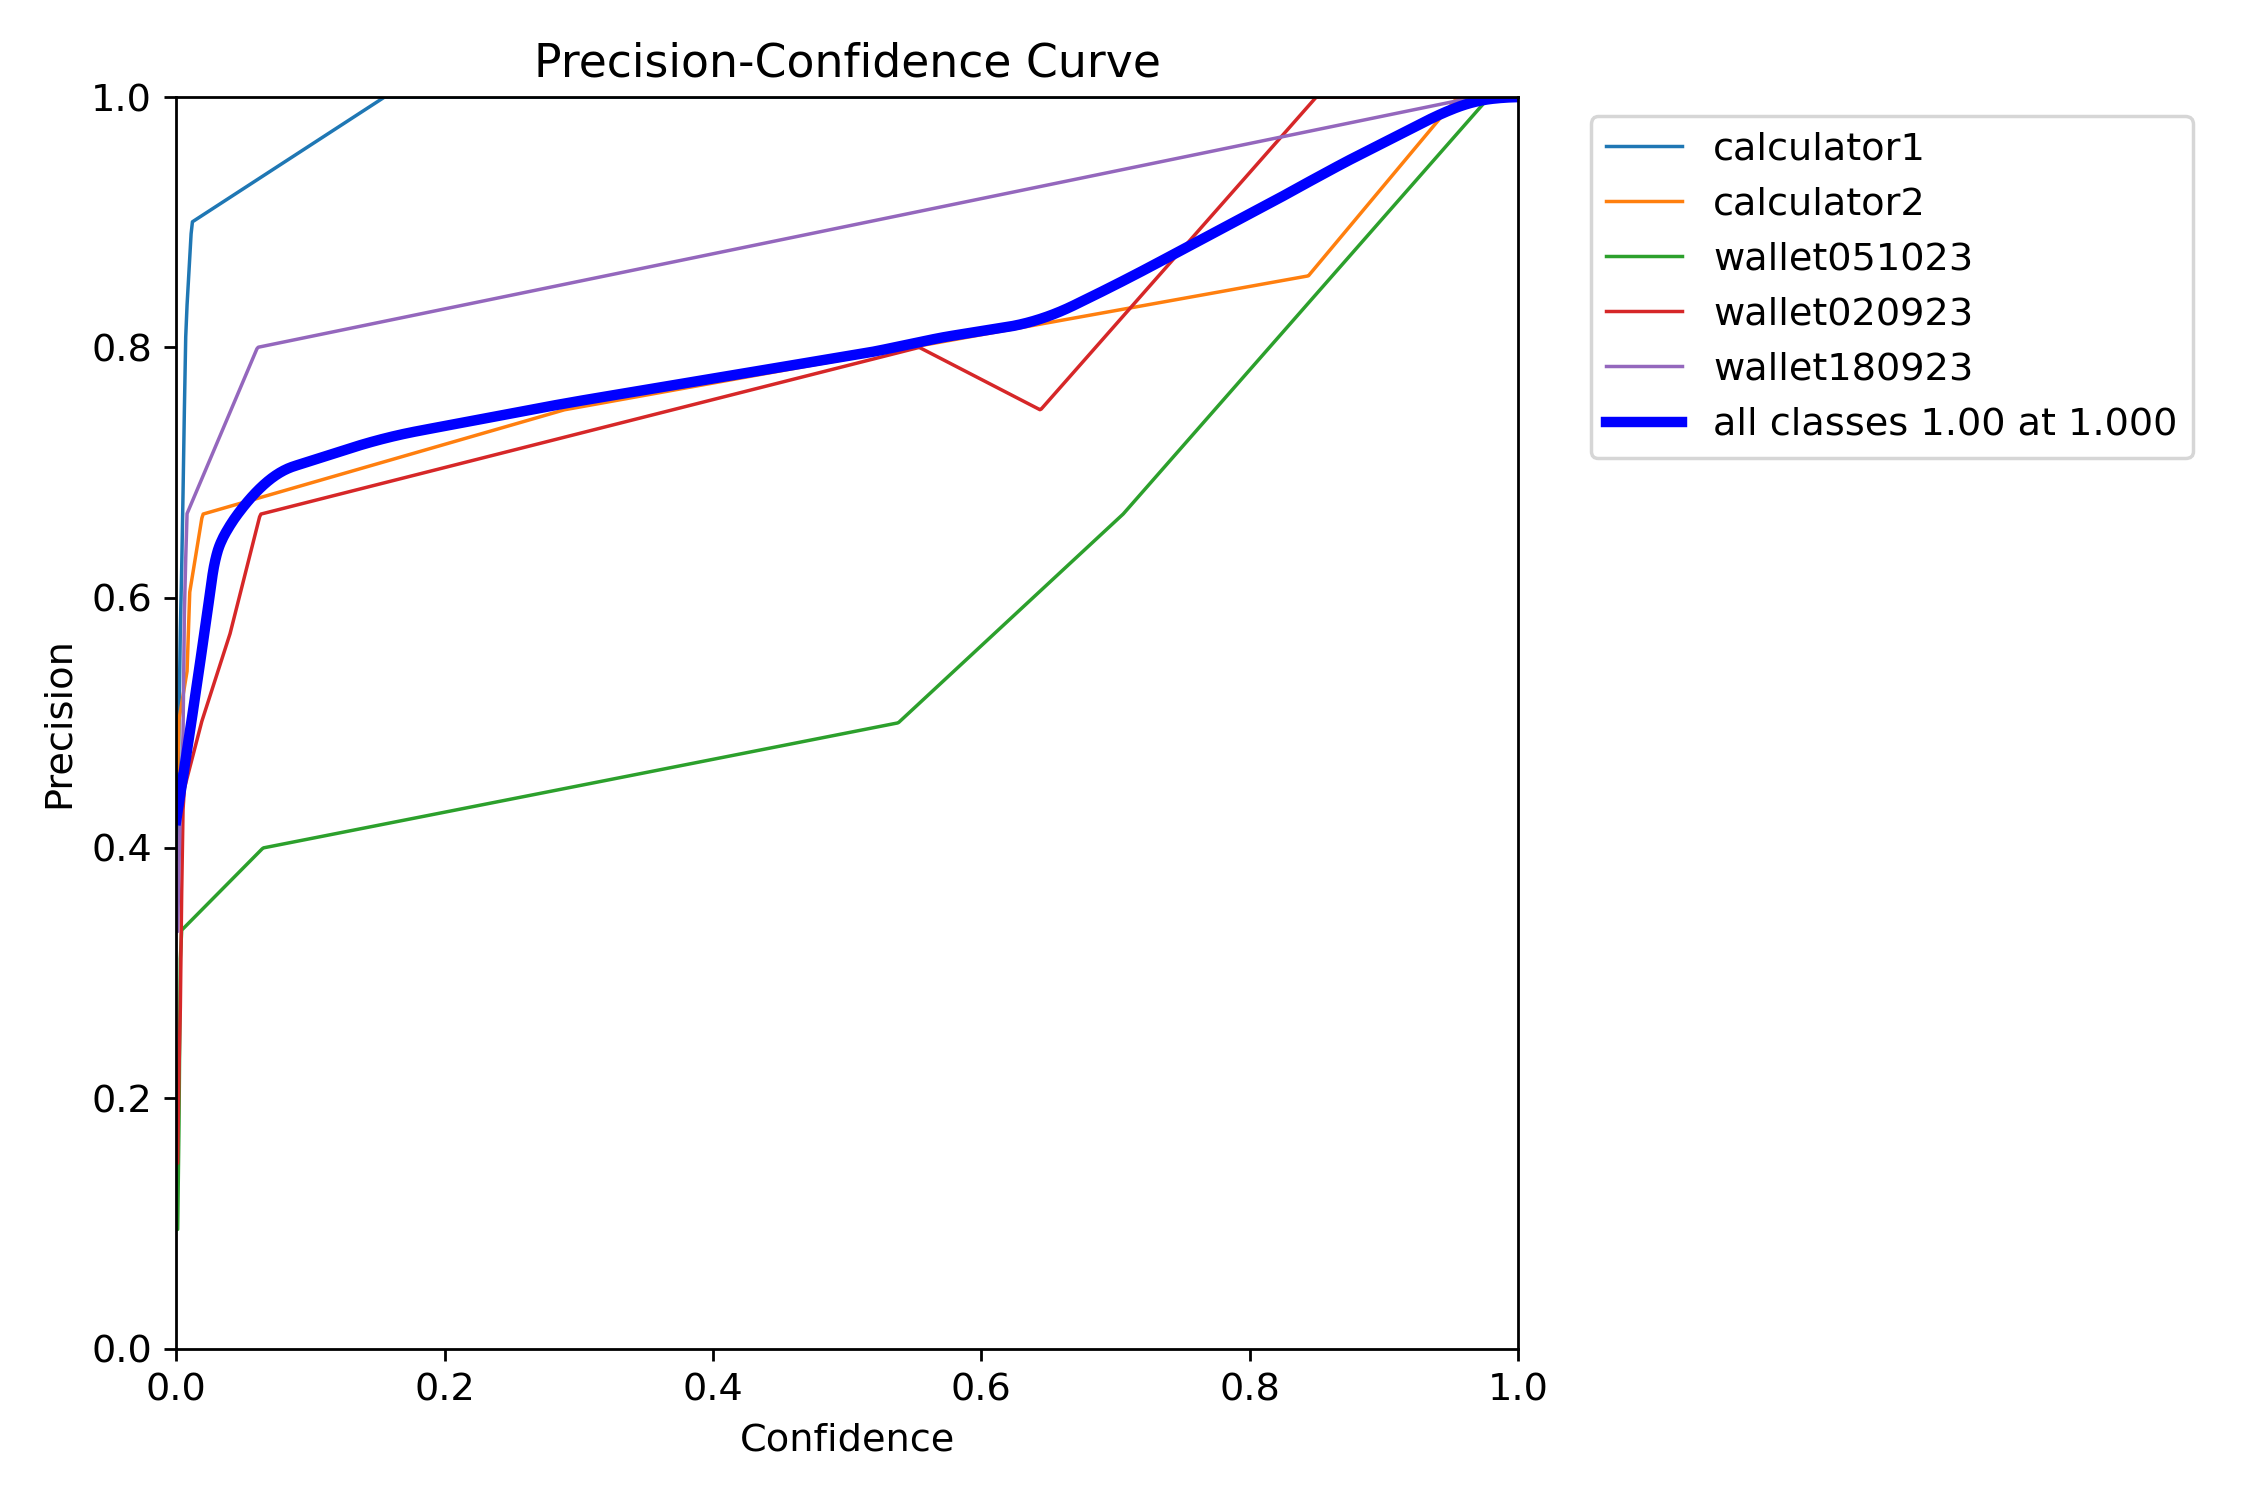 Precision-Confidence Curve
1.0
0.8
0.6
0.4
0.2
0.0
Precision
0.0 0.2 0.4 0.6 0.8 1.0
Confidence
calculator1
calculator2
wallet051023
wallet020923
wallet180923
all classes 1.00 at 1.000